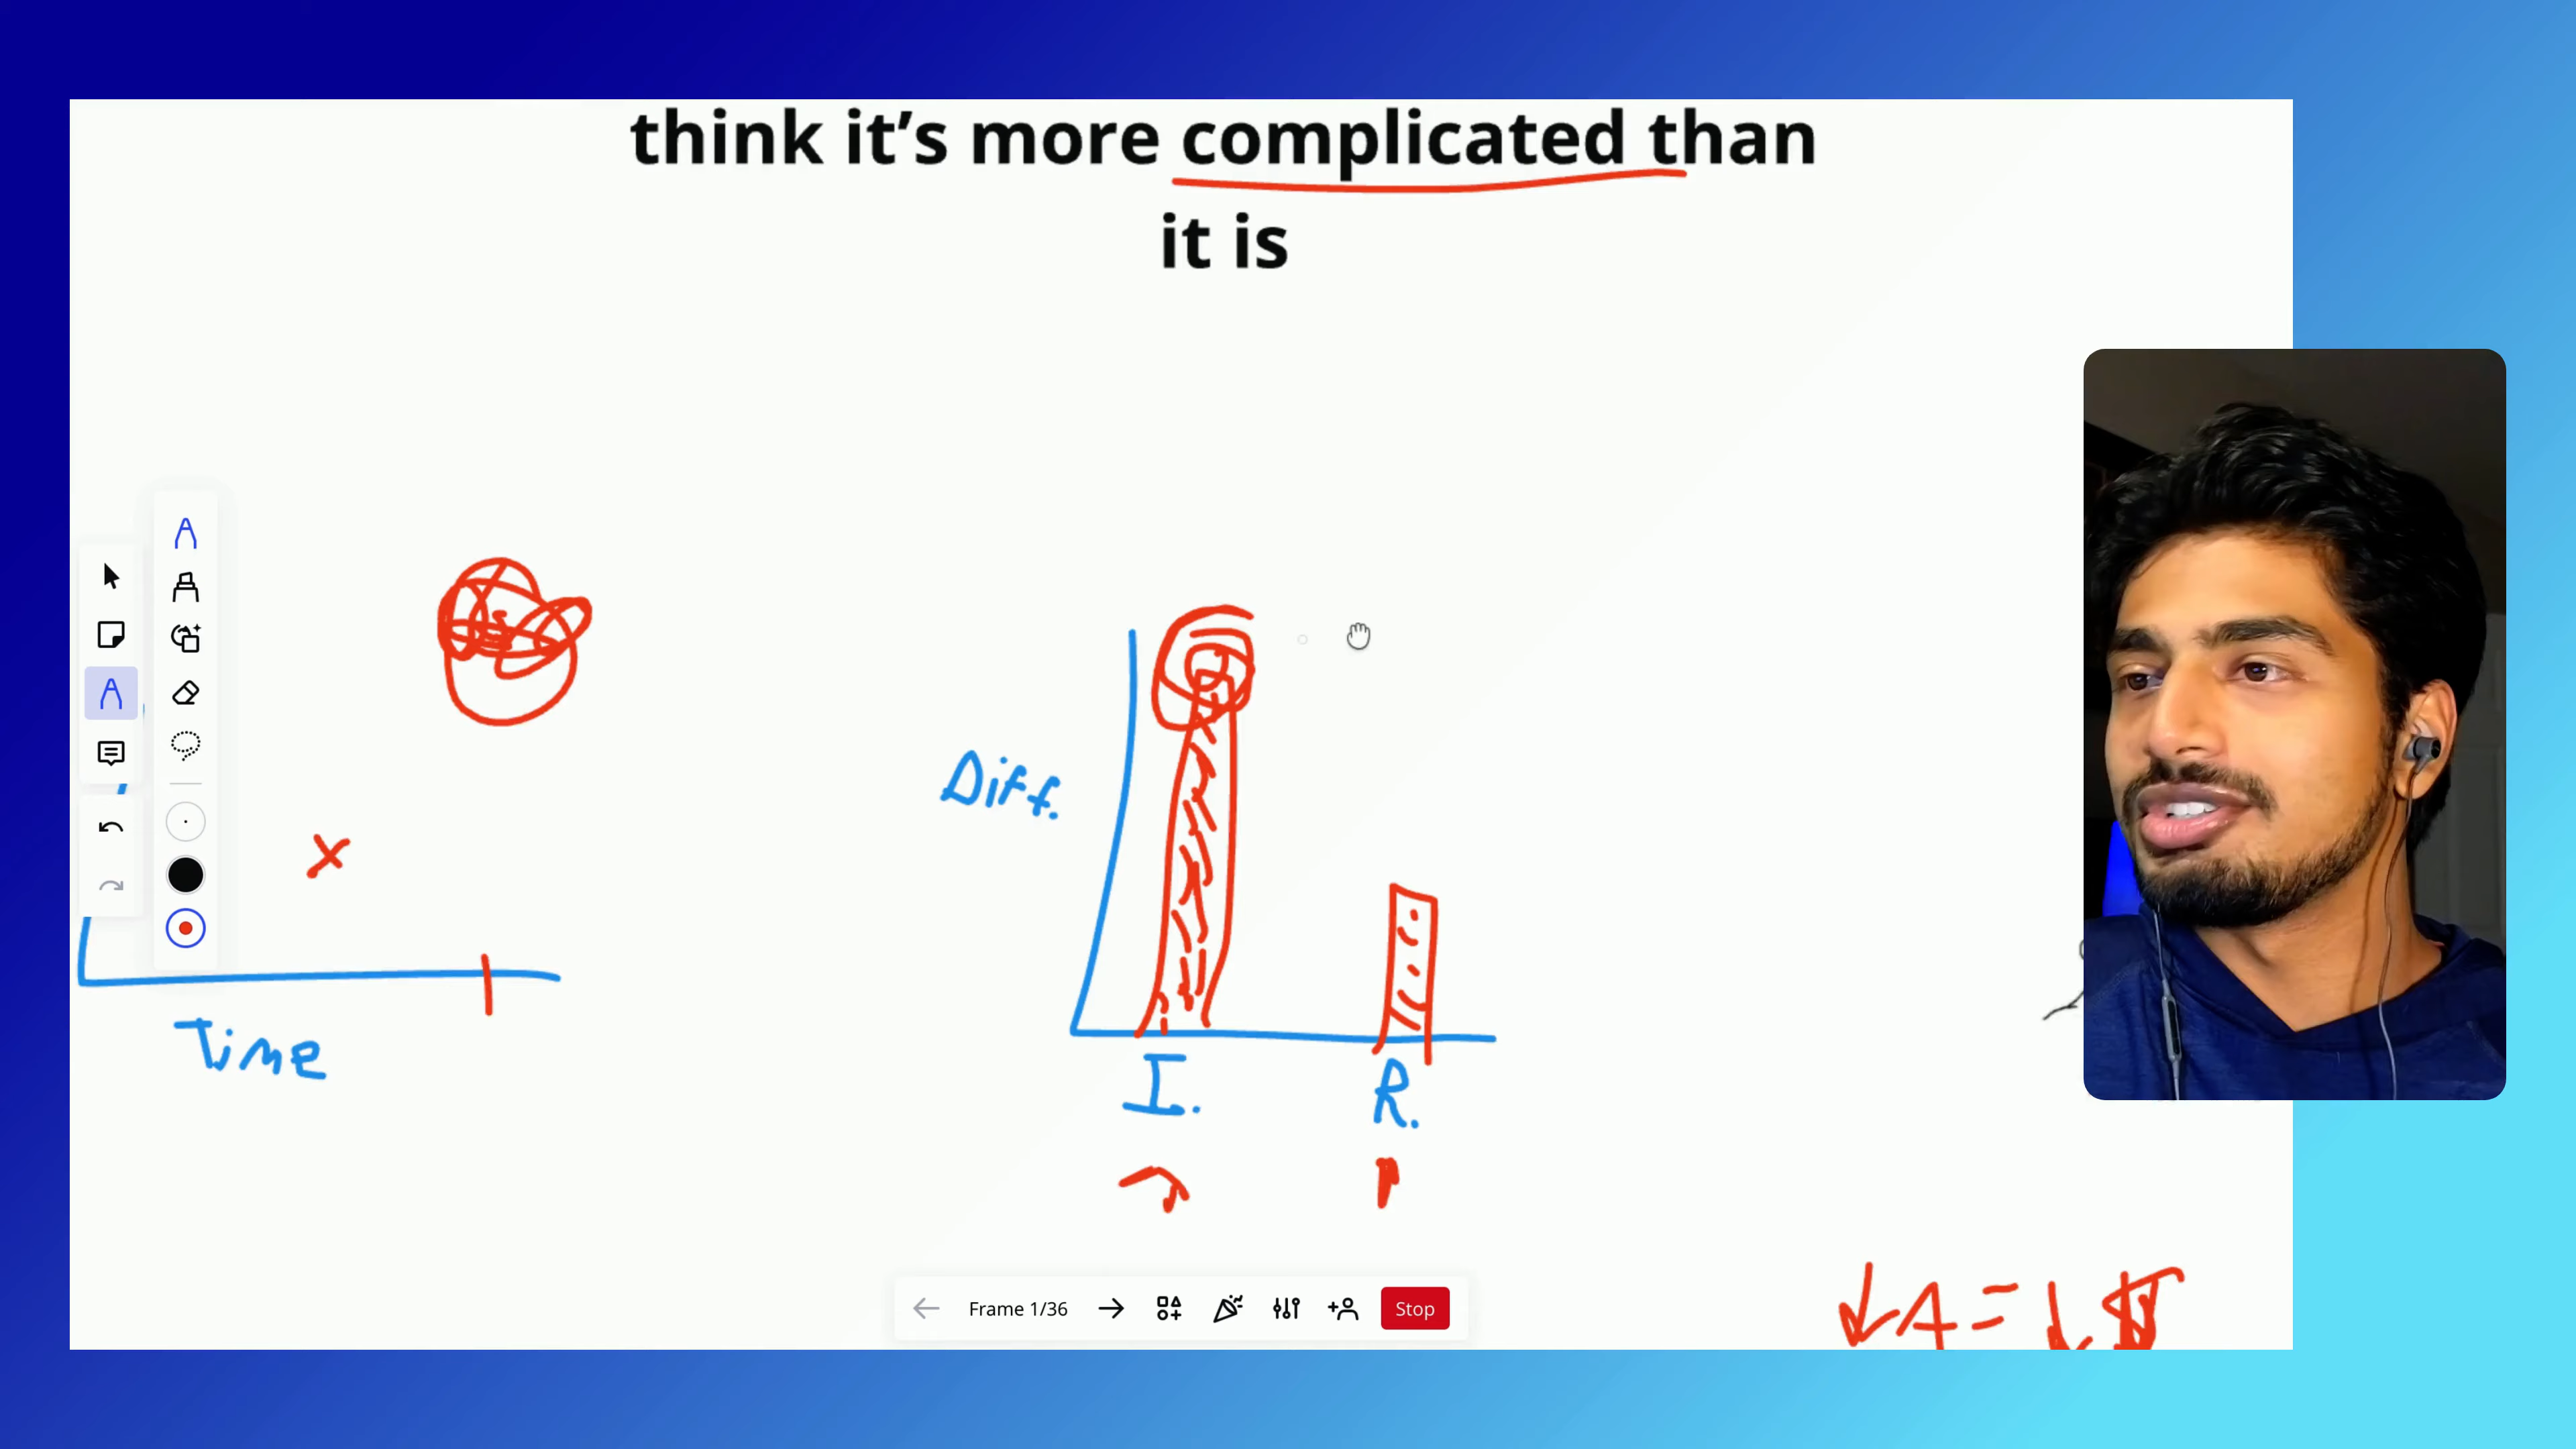 think it's more complicated than
it is
Diff.
Time
I.
R.
Frame 1/36
Stop
↓A = ↓$